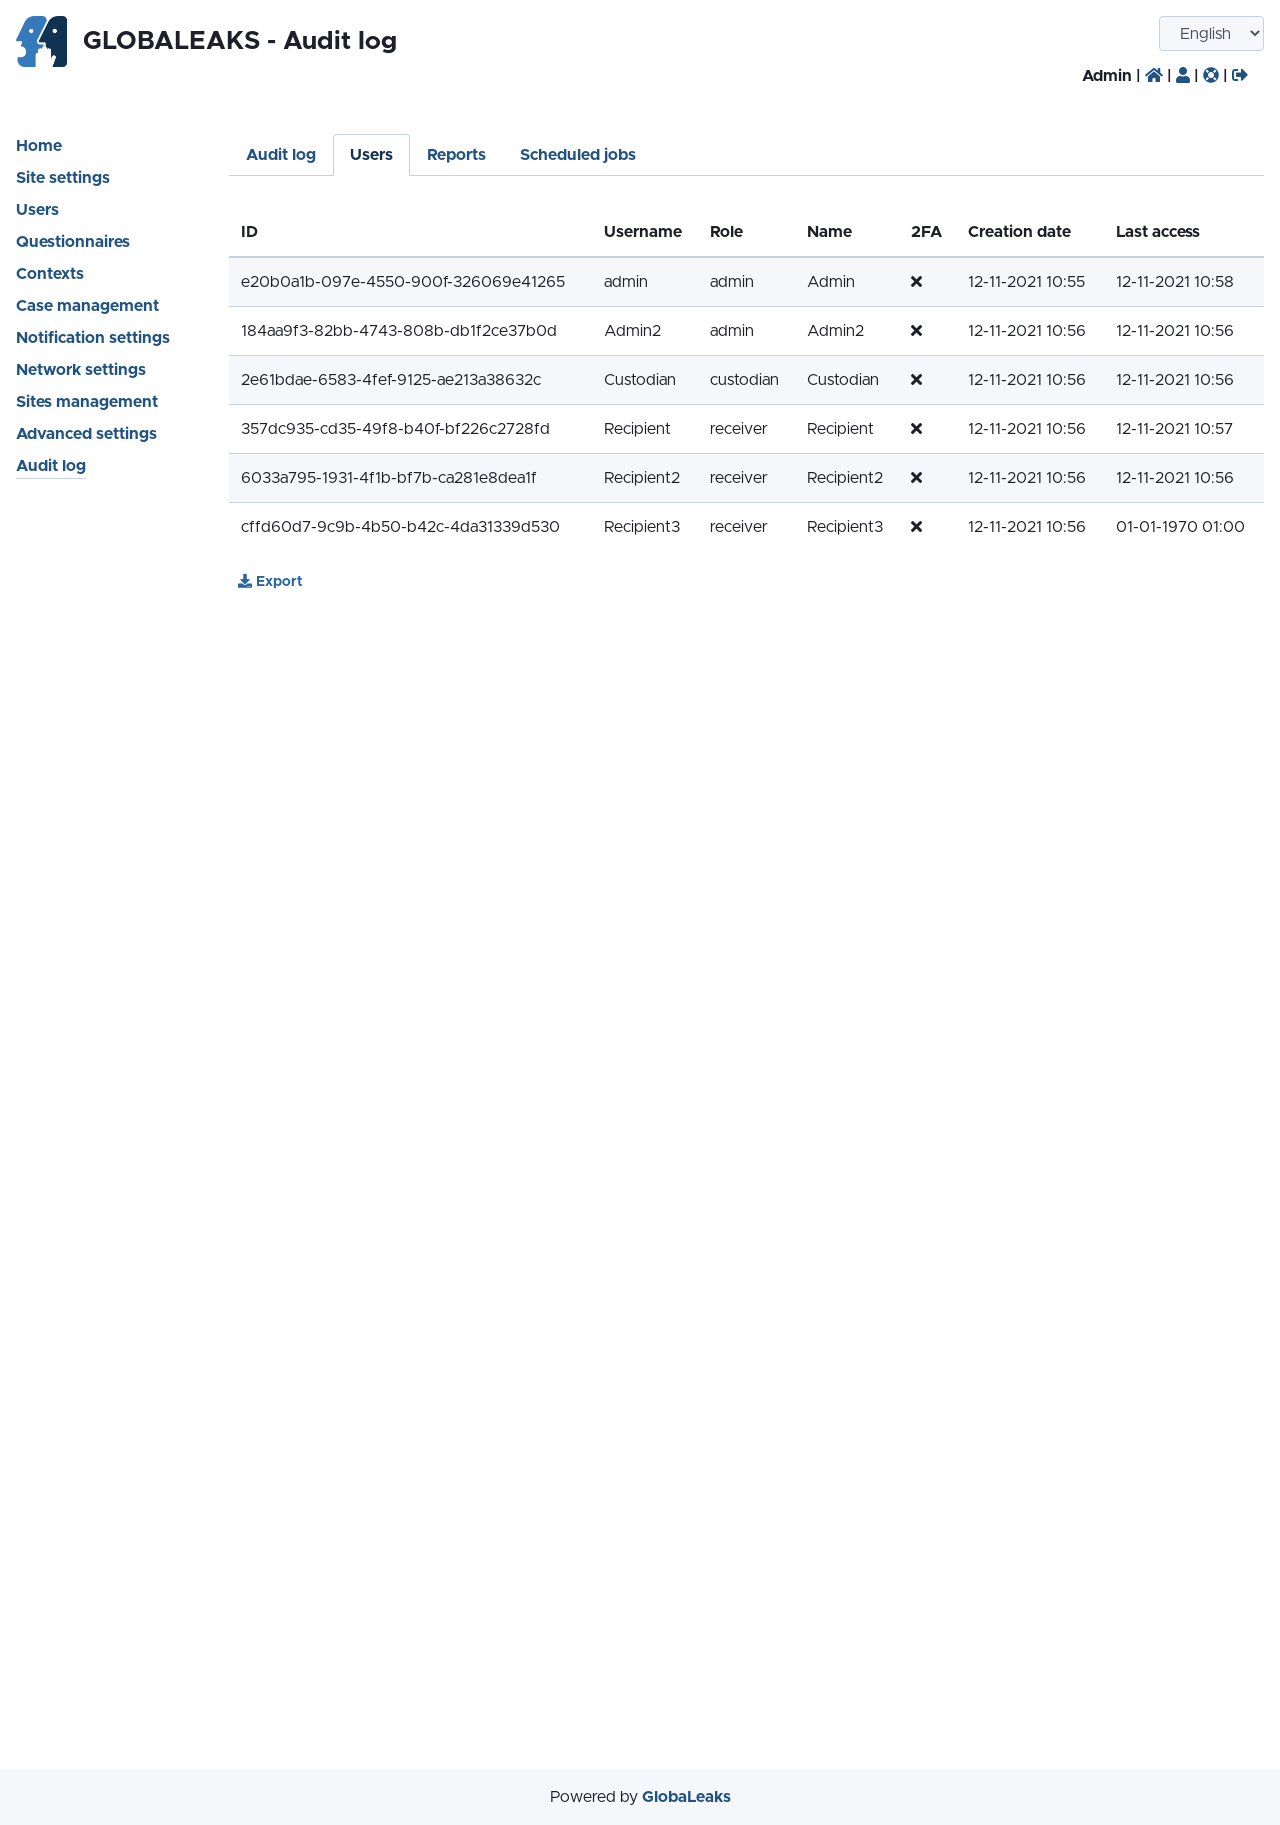 GLOBALEAKS - Audit log
English
Admin | | | |
Home
Site settings
Users
Questionnaires
Contexts
Case management
Notification settings
Network settings
Sites management
Advanced settings
Audit log
Audit log Users Reports Scheduled jobs
ID Username Role Name 2FA Creation date Last access
e20b0a1b-097e-4550-900f-326069e41265 admin admin Admin 12-11-2021 10:55 12-11-2021 10:58
184aa9f3-82bb-4743-808b-db1f2ce37b0d Admin2 admin Admin2 12-11-2021 10:56 12-11-2021 10:56
2e61bdae-6583-4fef-9125-ae213a38632c Custodian custodian Custodian 12-11-2021 10:56 12-11-2021 10:56
357dc935-cd35-49f8-b40f-bf226c2728fd Recipient receiver Recipient 12-11-2021 10:56 12-11-2021 10:57
6033a795-1931-4f1b-bf7b-ca281e8dea1f Recipient2 receiver Recipient2 12-11-2021 10:56 12-11-2021 10:56
cffd60d7-9c9b-4b50-b42c-4da31339d530 Recipient3 receiver Recipient3 12-11-2021 10:56 01-01-1970 01:00
Export
Powered by GlobaLeaks